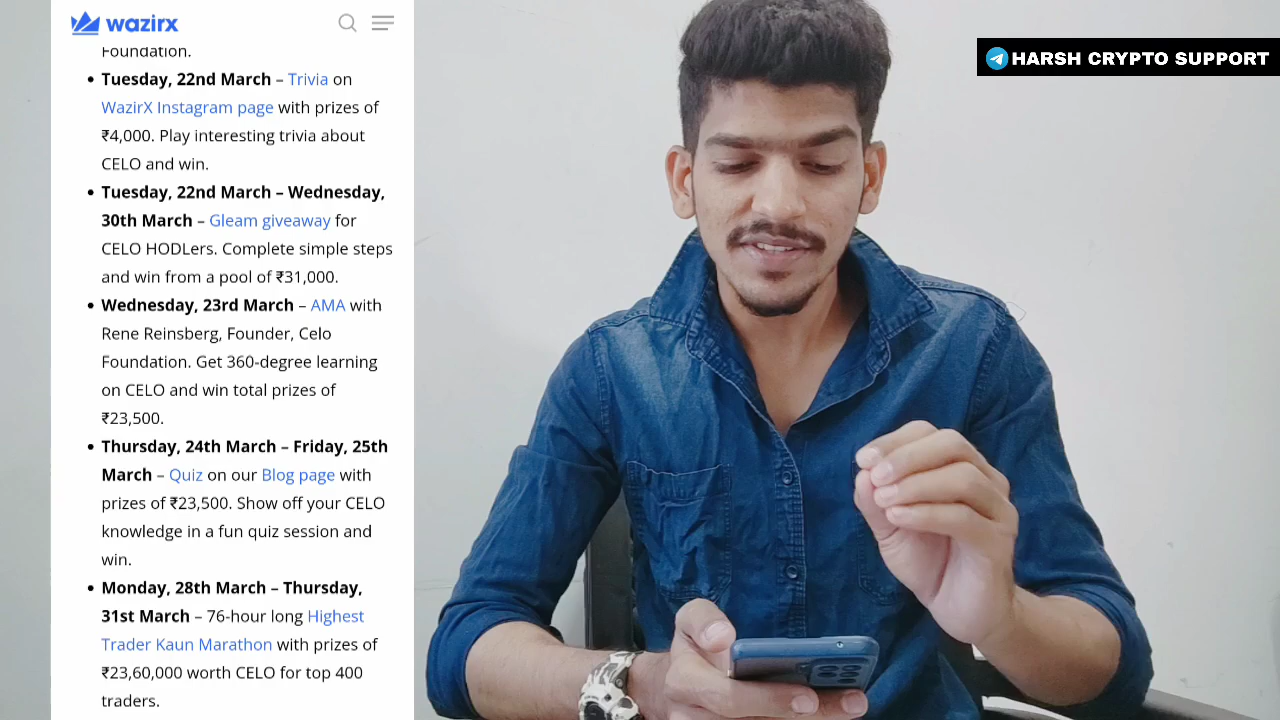 wazirx
Foundation.
Tuesday, 22nd March – Trivia on
WazirX Instagram page with prizes of
₹4,000. Play interesting trivia about
CELO and win.
Tuesday, 22nd March – Wednesday,
30th March – Gleam giveaway for
CELO HODLers. Complete simple steps
and win from a pool of ₹31,000.
Wednesday, 23rd March – AMA with
Rene Reinsberg, Founder, Celo
Foundation. Get 360-degree learning
on CELO and win total prizes of
₹23,500.
Thursday, 24th March – Friday, 25th
March – Quiz on our Blog page with
prizes of ₹23,500. Show off your CELO
knowledge in a fun quiz session and
win.
Monday, 28th March – Thursday,
31st March – 76-hour long Highest
Trader Kaun Marathon with prizes of
₹23,60,000 worth CELO for top 400
traders.
HARSH CRYPTO SUPPORT